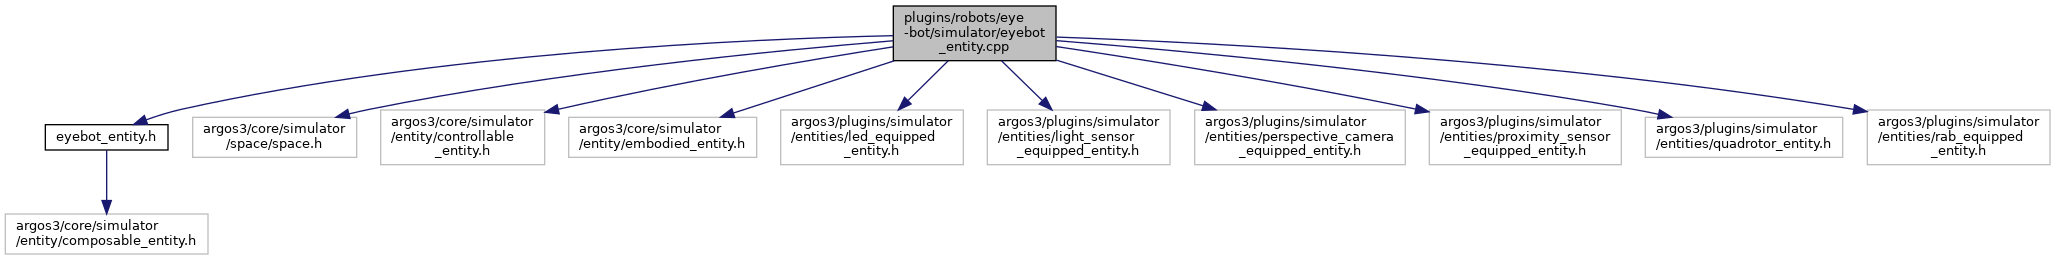 plugins/robots/eye
-bot/simulator/eyebot
_entity.cpp
eyebot_entity.h
argos3/core/simulator
/space/space.h
argos3/core/simulator
/entity/controllable
_entity.h
argos3/core/simulator
/entity/embodied_entity.h
argos3/plugins/simulator
/entities/led_equipped
_entity.h
argos3/plugins/simulator
/entities/light_sensor
_equipped_entity.h
argos3/plugins/simulator
/entities/perspective_camera
_equipped_entity.h
argos3/plugins/simulator
/entities/proximity_sensor
_equipped_entity.h
argos3/plugins/simulator
/entities/quadrotor_entity.h
argos3/plugins/simulator
/entities/rab_equipped
_entity.h
argos3/core/simulator
/entity/composable_entity.h